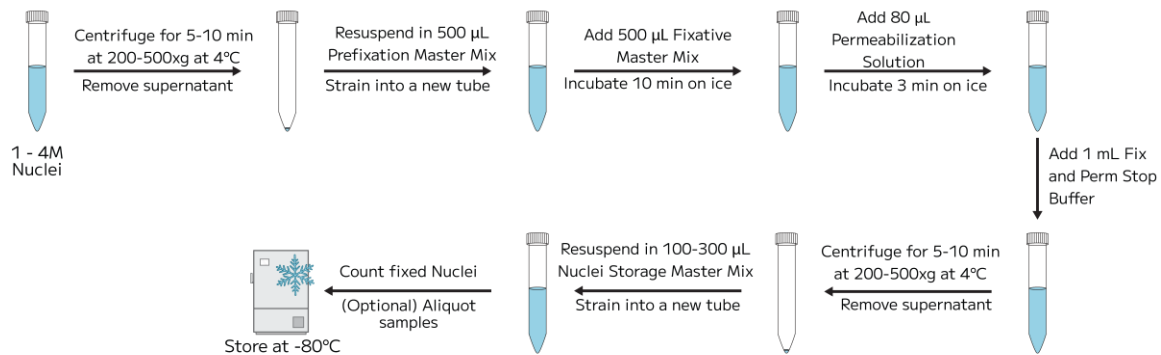 Centrifuge for 5-10 min
at 200-500xg at 4°C
Remove supernatant
Resuspend in 500 µL
Prefixation Master Mix
Strain into a new tube
Add 500 µL Fixative
Master Mix
Incubate 10 min on ice
Add 80 µL
Permeabilization
Solution
Incubate 3 min on ice
1 - 4M
Nuclei
Add 1 mL Fix
and Perm Stop
Buffer
Centrifuge for 5-10 min
at 200-500xg at 4°C
Remove supernatant
Resuspend in 100-300 µL
Nuclei Storage Master Mix
Strain into a new tube
Count fixed Nuclei
(Optional) Aliquot
samples
Store at -80°C